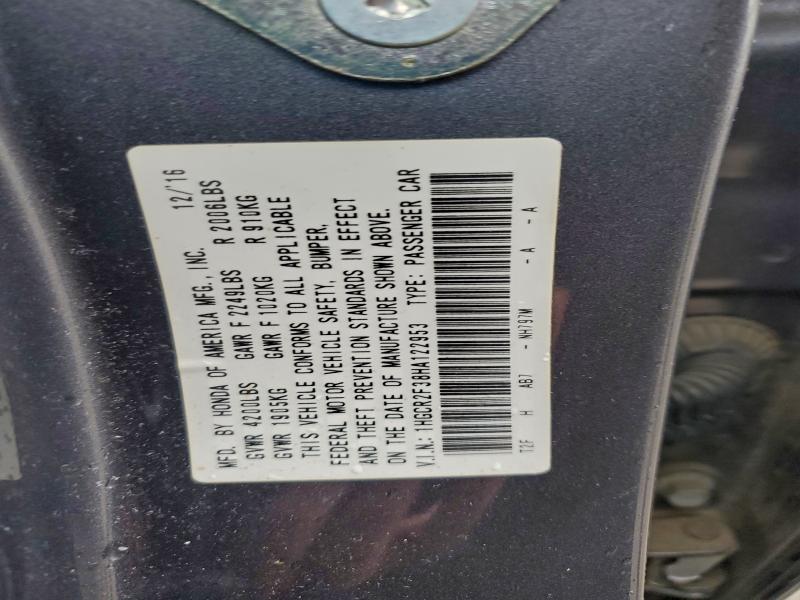 MFD. BY HONDA OF AMERICA MFG., INC. 12/'16
GVWR 4200LBS GAWR F 2249LBS R 2006LBS
GVWR 1905KG GAWR F 1020KG R 910KG
THIS VEHICLE CONFORMS TO ALL APPLICABLE
FEDERAL MOTOR VEHICLE SAFETY, BUMPER,
AND THEFT PREVENTION STANDARDS IN EFFECT
ON THE DATE OF MANUFACTURE SHOWN ABOVE.
V.I.N.: 1HGCR2F38HA122953 TYPE: PASSENGER CAR
T2F H AB7 - NH797M - A - A